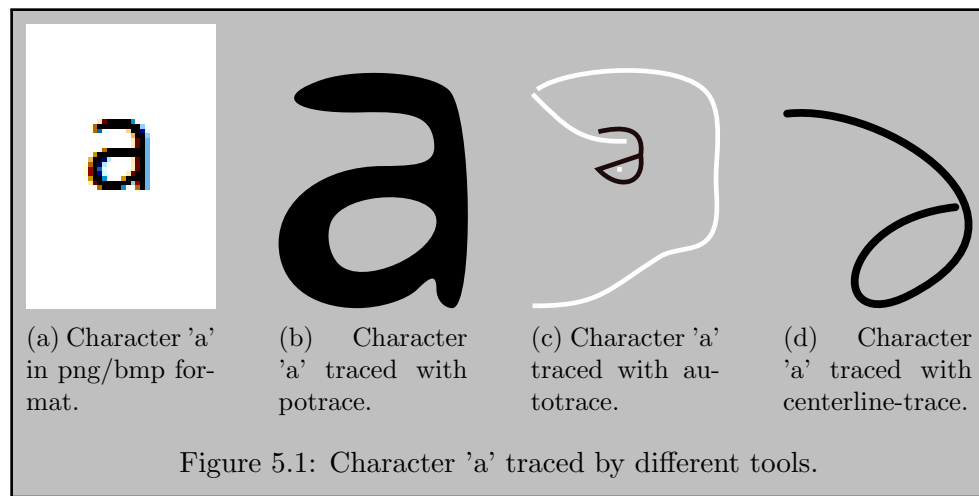 a
(a) Character 'a'
in png/bmp for-
mat.
(b) Character
'a' traced with
potrace.
(c) Character 'a'
traced with au-
totrace.
(d) Character
'a' traced with
centerline-trace.
Figure 5.1: Character 'a' traced by different tools.